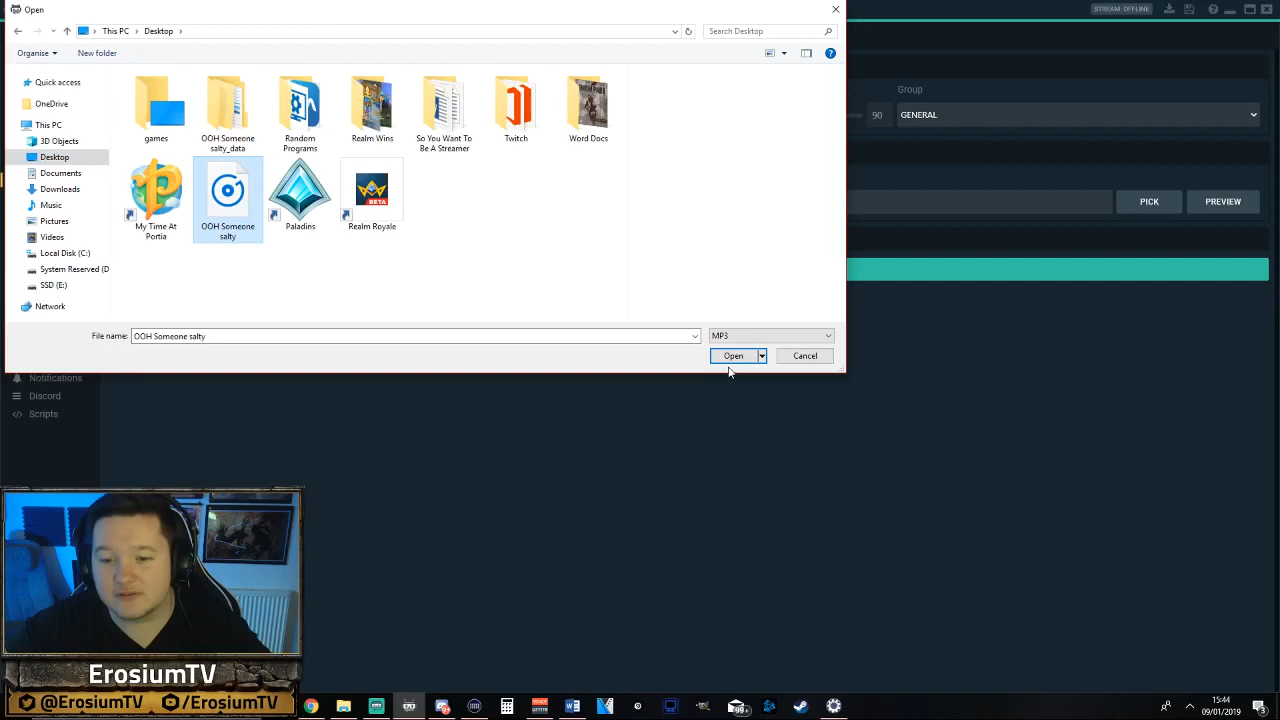 Open
STREAM: OFFLINE
This PC
Desktop
Search Desktop
Organise
New folder
Group
90
GENERAL
Quick access
OneDrive
This PC
3D Objects
Desktop
Documents
Downloads
Music
Pictures
Videos
Local Disk (C:)
System Reserved (D
SSD (E:)
Network
games
OOH Someone
salty_data
Random
Programs
Realm Wins
So You Want To
Be A Streamer
Twitch
Word Docs
My Time At
Portia
OOH Someone
salty
Paladins
BETA
Realm Royale
PICK
PREVIEW
File name:
OOH Someone salty
MP3
Open
Cancel
Notifications
Discord
Scripts
ErosiumTV
@ErosiumTV
/ErosiumTV
15:44
09/01/2019